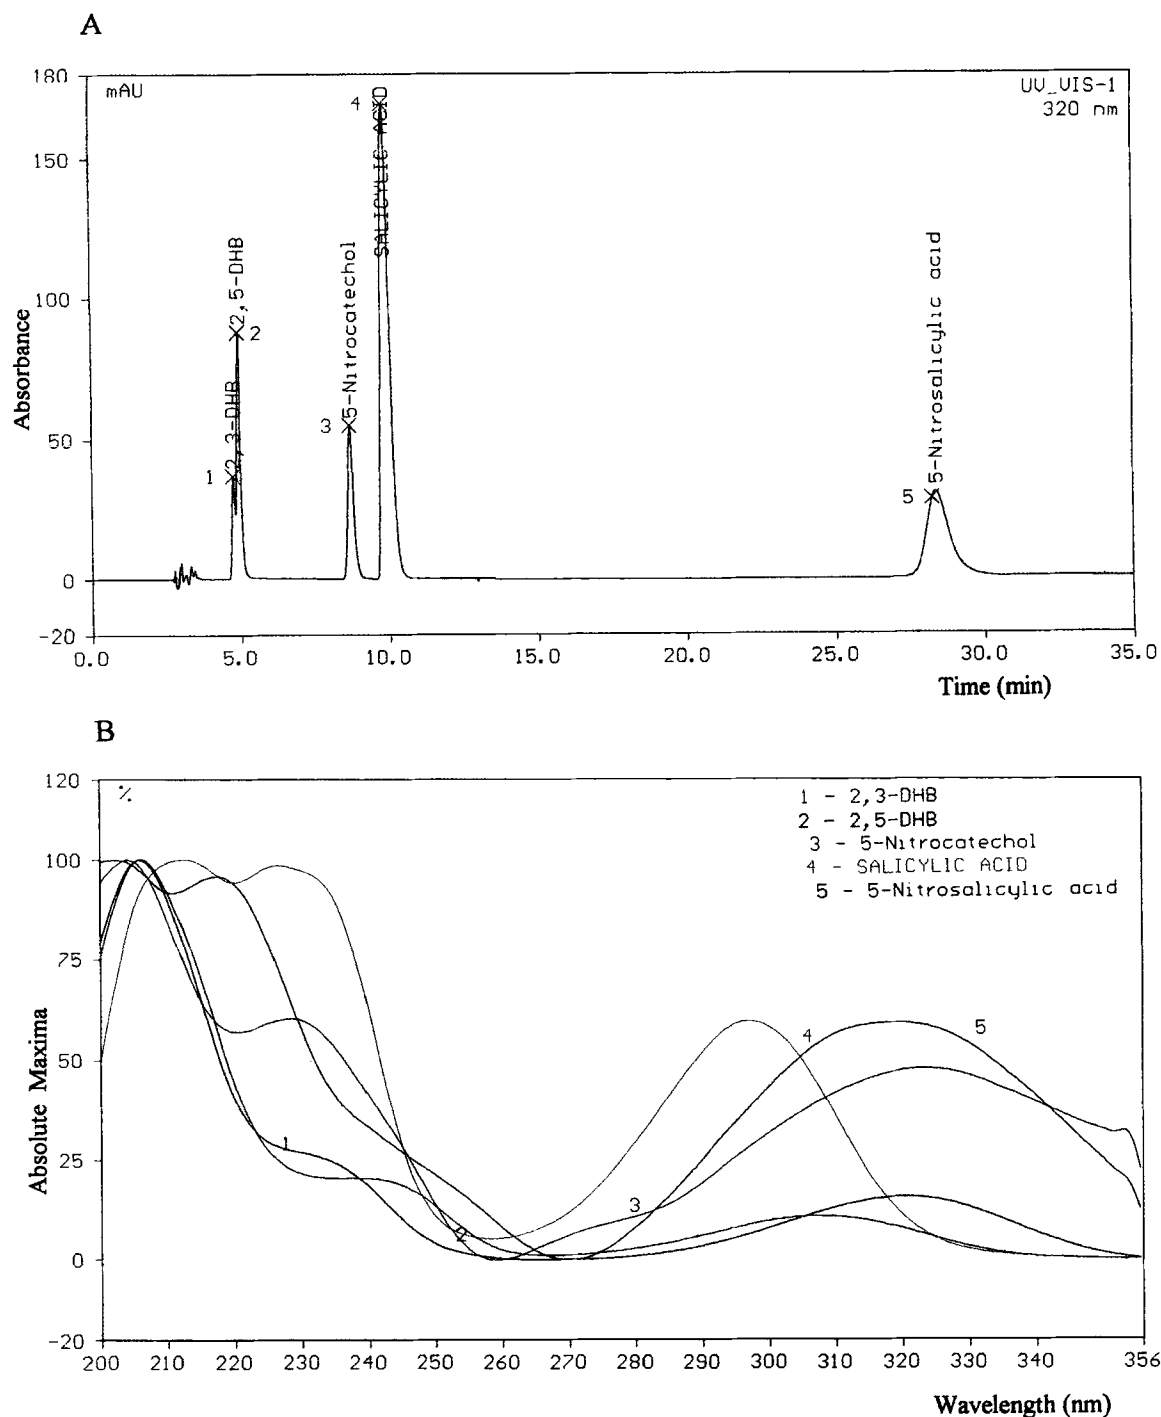 A
180
mAU
UV_VIS-1
320 nm
4
SALICYLIC ACID
150
2,5-DHB
5-Nitrocatechol
5-Nitrosalicylic acid
100
2
Absorbance
2,3-DHB
3
50
1
5
0
-20
0.0 5.0 10.0 15.0 20.0 25.0 30.0 35.0
Time (min)
B
120
%
1 - 2,3-DHB
2 - 2,5-DHB
3 - 5-Nitrocatechol
4 - SALICYLIC ACID
5 - 5-Nitrosalicylic acid
100
75
Absolute Maxima
4
5
50
1
25
3
2
0
-20
200 210 220 230 240 250 260 270 280 290 300 310 320 330 340 356
Wavelength (nm)